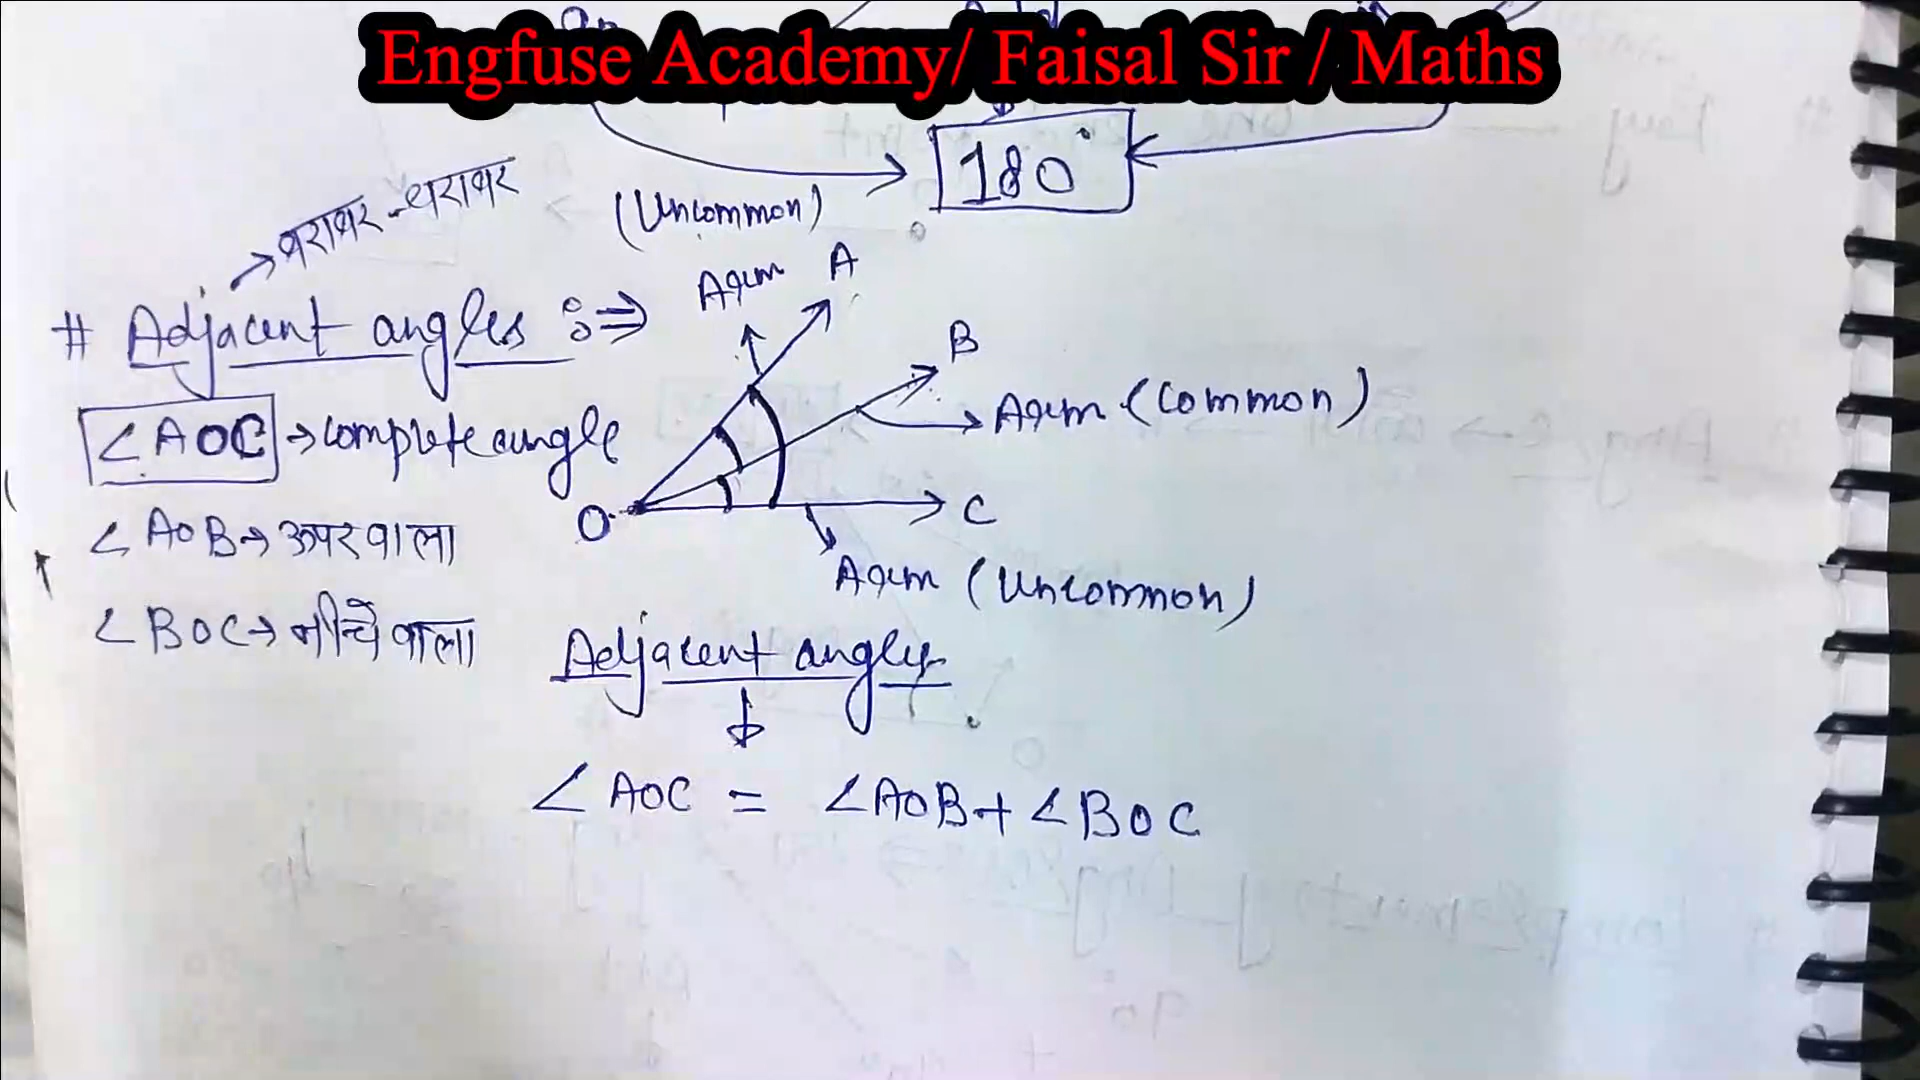 Engfuse Academy/ Faisal Sir / Maths
180°
→ बराबर-बराबर
(Uncommon)
Arm A
# Adjacent angles :⇒
B
Arm (Common)
∠AOC → complete angle
O
C
∠AOB → ऊपर वाला
Arm (Uncommon)
∠BOC → नीचे वाला
Adjacent angles
↓
∠AOC = ∠AOB + ∠BOC